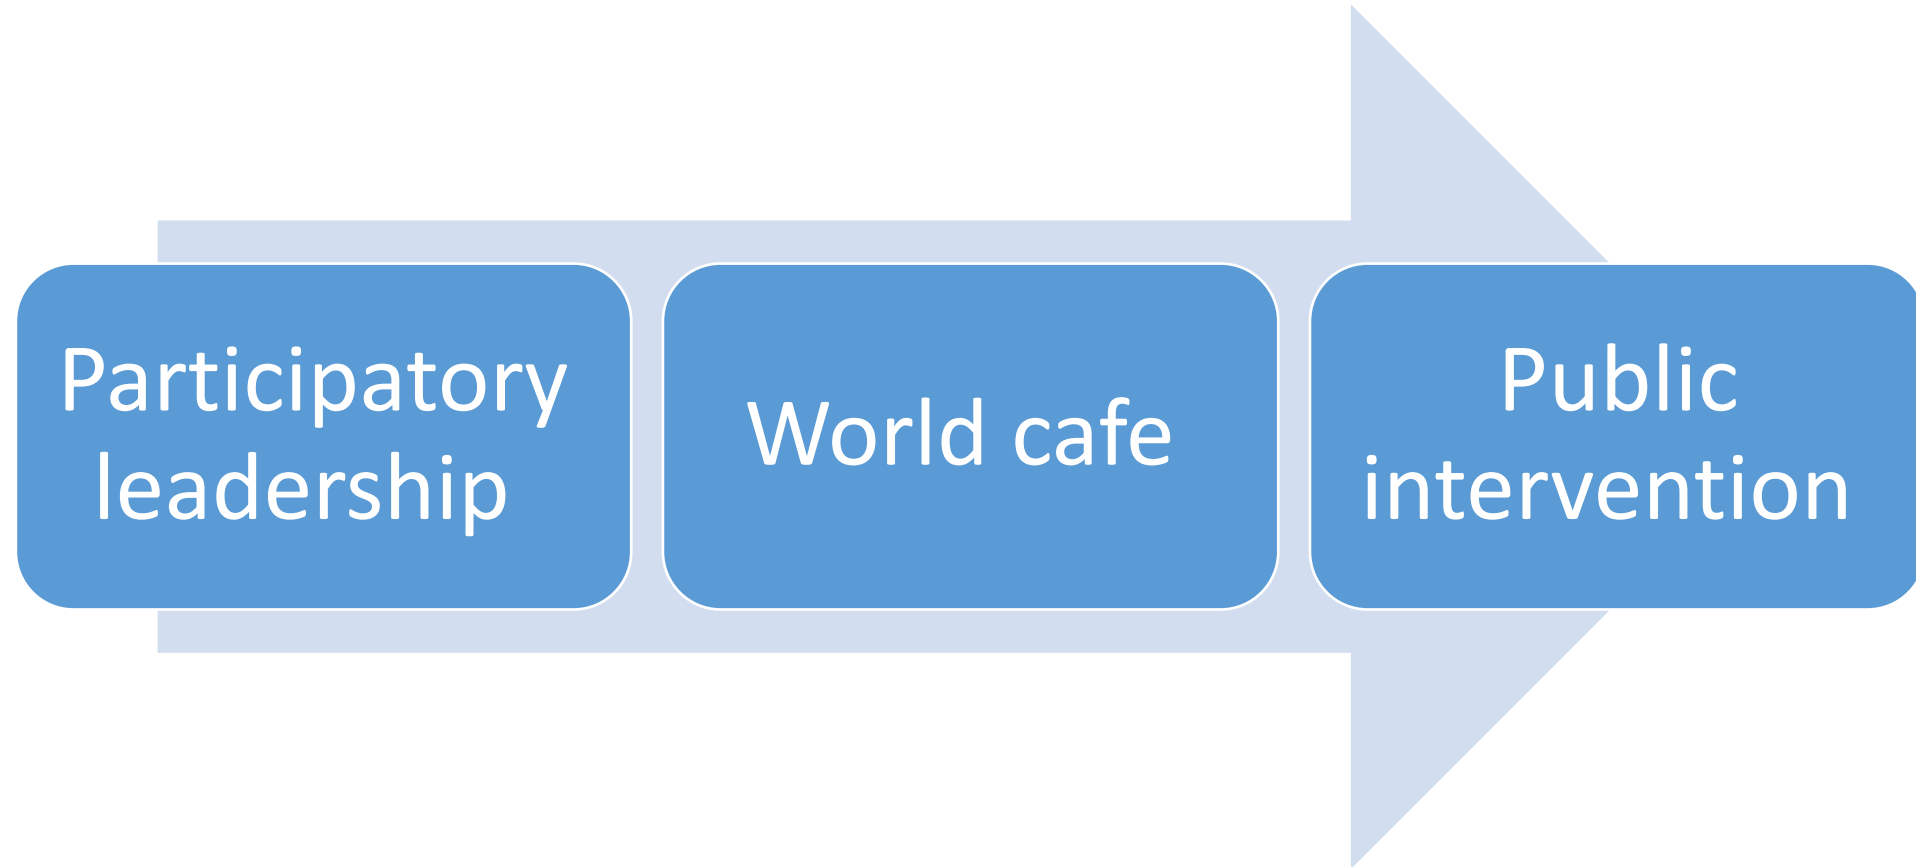 Participatory
leadership
World cafe
Public
intervention